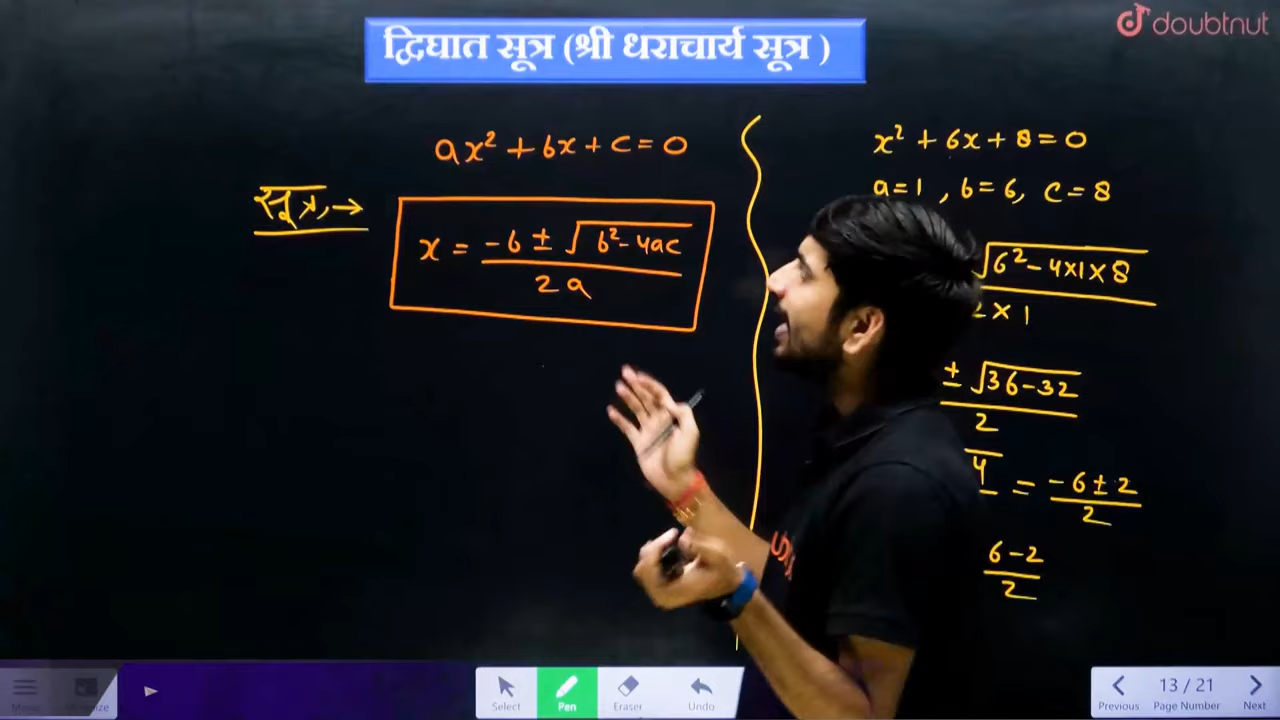 doubtnut
द्विघात सूत्र (श्री धराचार्य सूत्र )
ax² + bx + c = 0
सूत्र →
x = -b ± √b² - 4ac / 2a
x² + 6x + 8 = 0
a = 1 , b = 6, c = 8
√6² - 4×1×8
2 × 1
± √36 - 32
2
4 = -6 ± 2 / 2
6 - 2 / 2
Menu
Select
Pen
Eraser
Undo
Previous
13 / 21
Page Number
Next